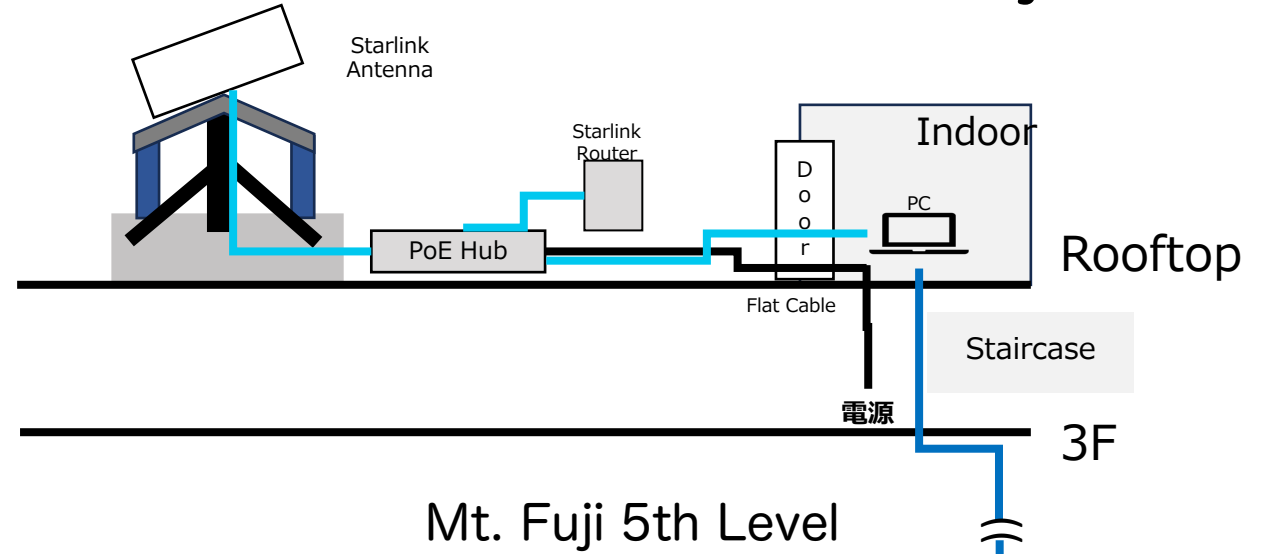 Starlink
Antenna
Starlink
Router
Indoor
D
o
o
r
PC
PoE Hub
Rooftop
Flat Cable
Staircase
電源
3F
Mt. Fuji 5th Level